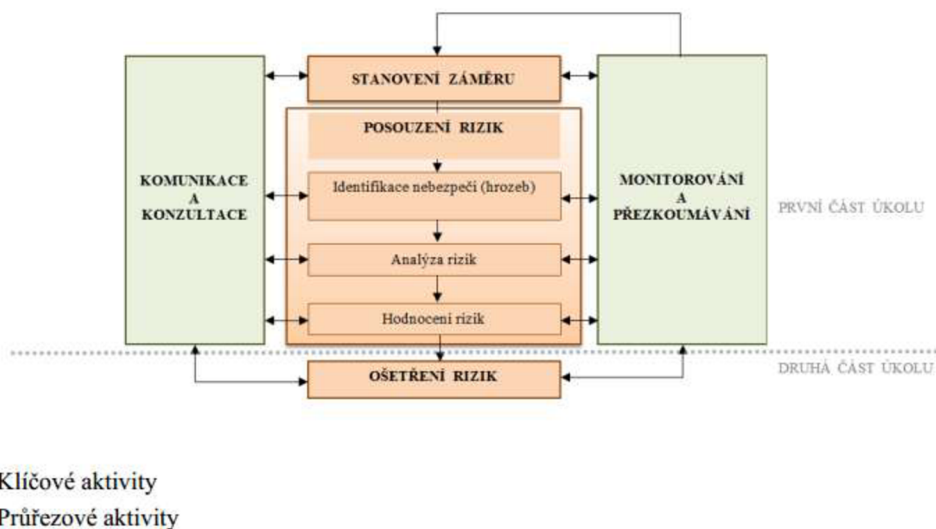 STANOVENÍ ZÁMĚRU
POSOUZENÍ RIZIK
KOMUNIKACE
A
KONZULTACE
Identifikace nebezpečí (hrozeb)
Analýza rizik
Hodnocení rizik
MONITOROVÁNÍ
A
PŘEZKOUMÁVÁNÍ
PRVNÍ ČÁST ÚKOLU
OŠETŘENÍ RIZIK
DRUHÁ ČÁST ÚKOLU
Klíčové aktivity
Průřezové aktivity